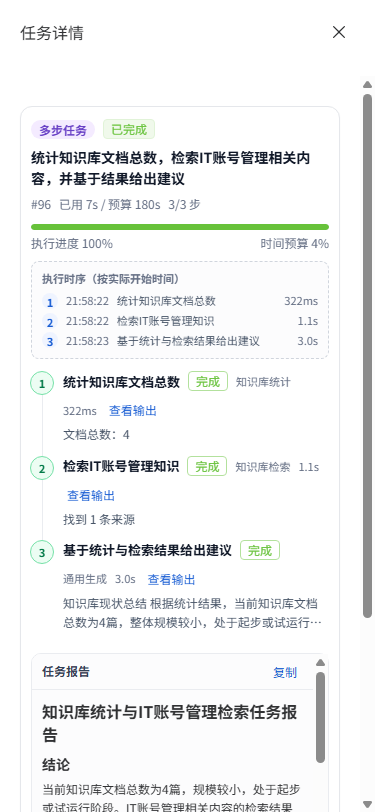 任务详情
多步任务 已完成
统计知识库文档总数，检索IT账号管理相关内
容，并基于结果给出建议
#96 已用 7s / 预算 180s 3/3 步
执行进度 100% 时间预算 4%
执行时序（按实际开始时间）
1 21:58:22 统计知识库文档总数 322ms
2 21:58:22 检索IT账号管理知识 1.1s
3 21:58:23 基于统计与检索结果给出建议 3.0s
1 统计知识库文档总数 完成 知识库统计
322ms 查看输出
文档总数：4
2 检索IT账号管理知识 完成 知识库检索 1.1s
查看输出
找到 1 条来源
3 基于统计与检索结果给出建议 完成
通用生成 3.0s 查看输出
知识库现状总结 根据统计结果，当前知识库文档
总数为4篇，整体规模较小，处于起步或试运行…
任务报告 复制
知识库统计与IT账号管理检索任务报
告
结论
当前知识库文档总数为4篇，规模较小，处于起步
或试运行阶段。IT账号管理相关内容的检索结果